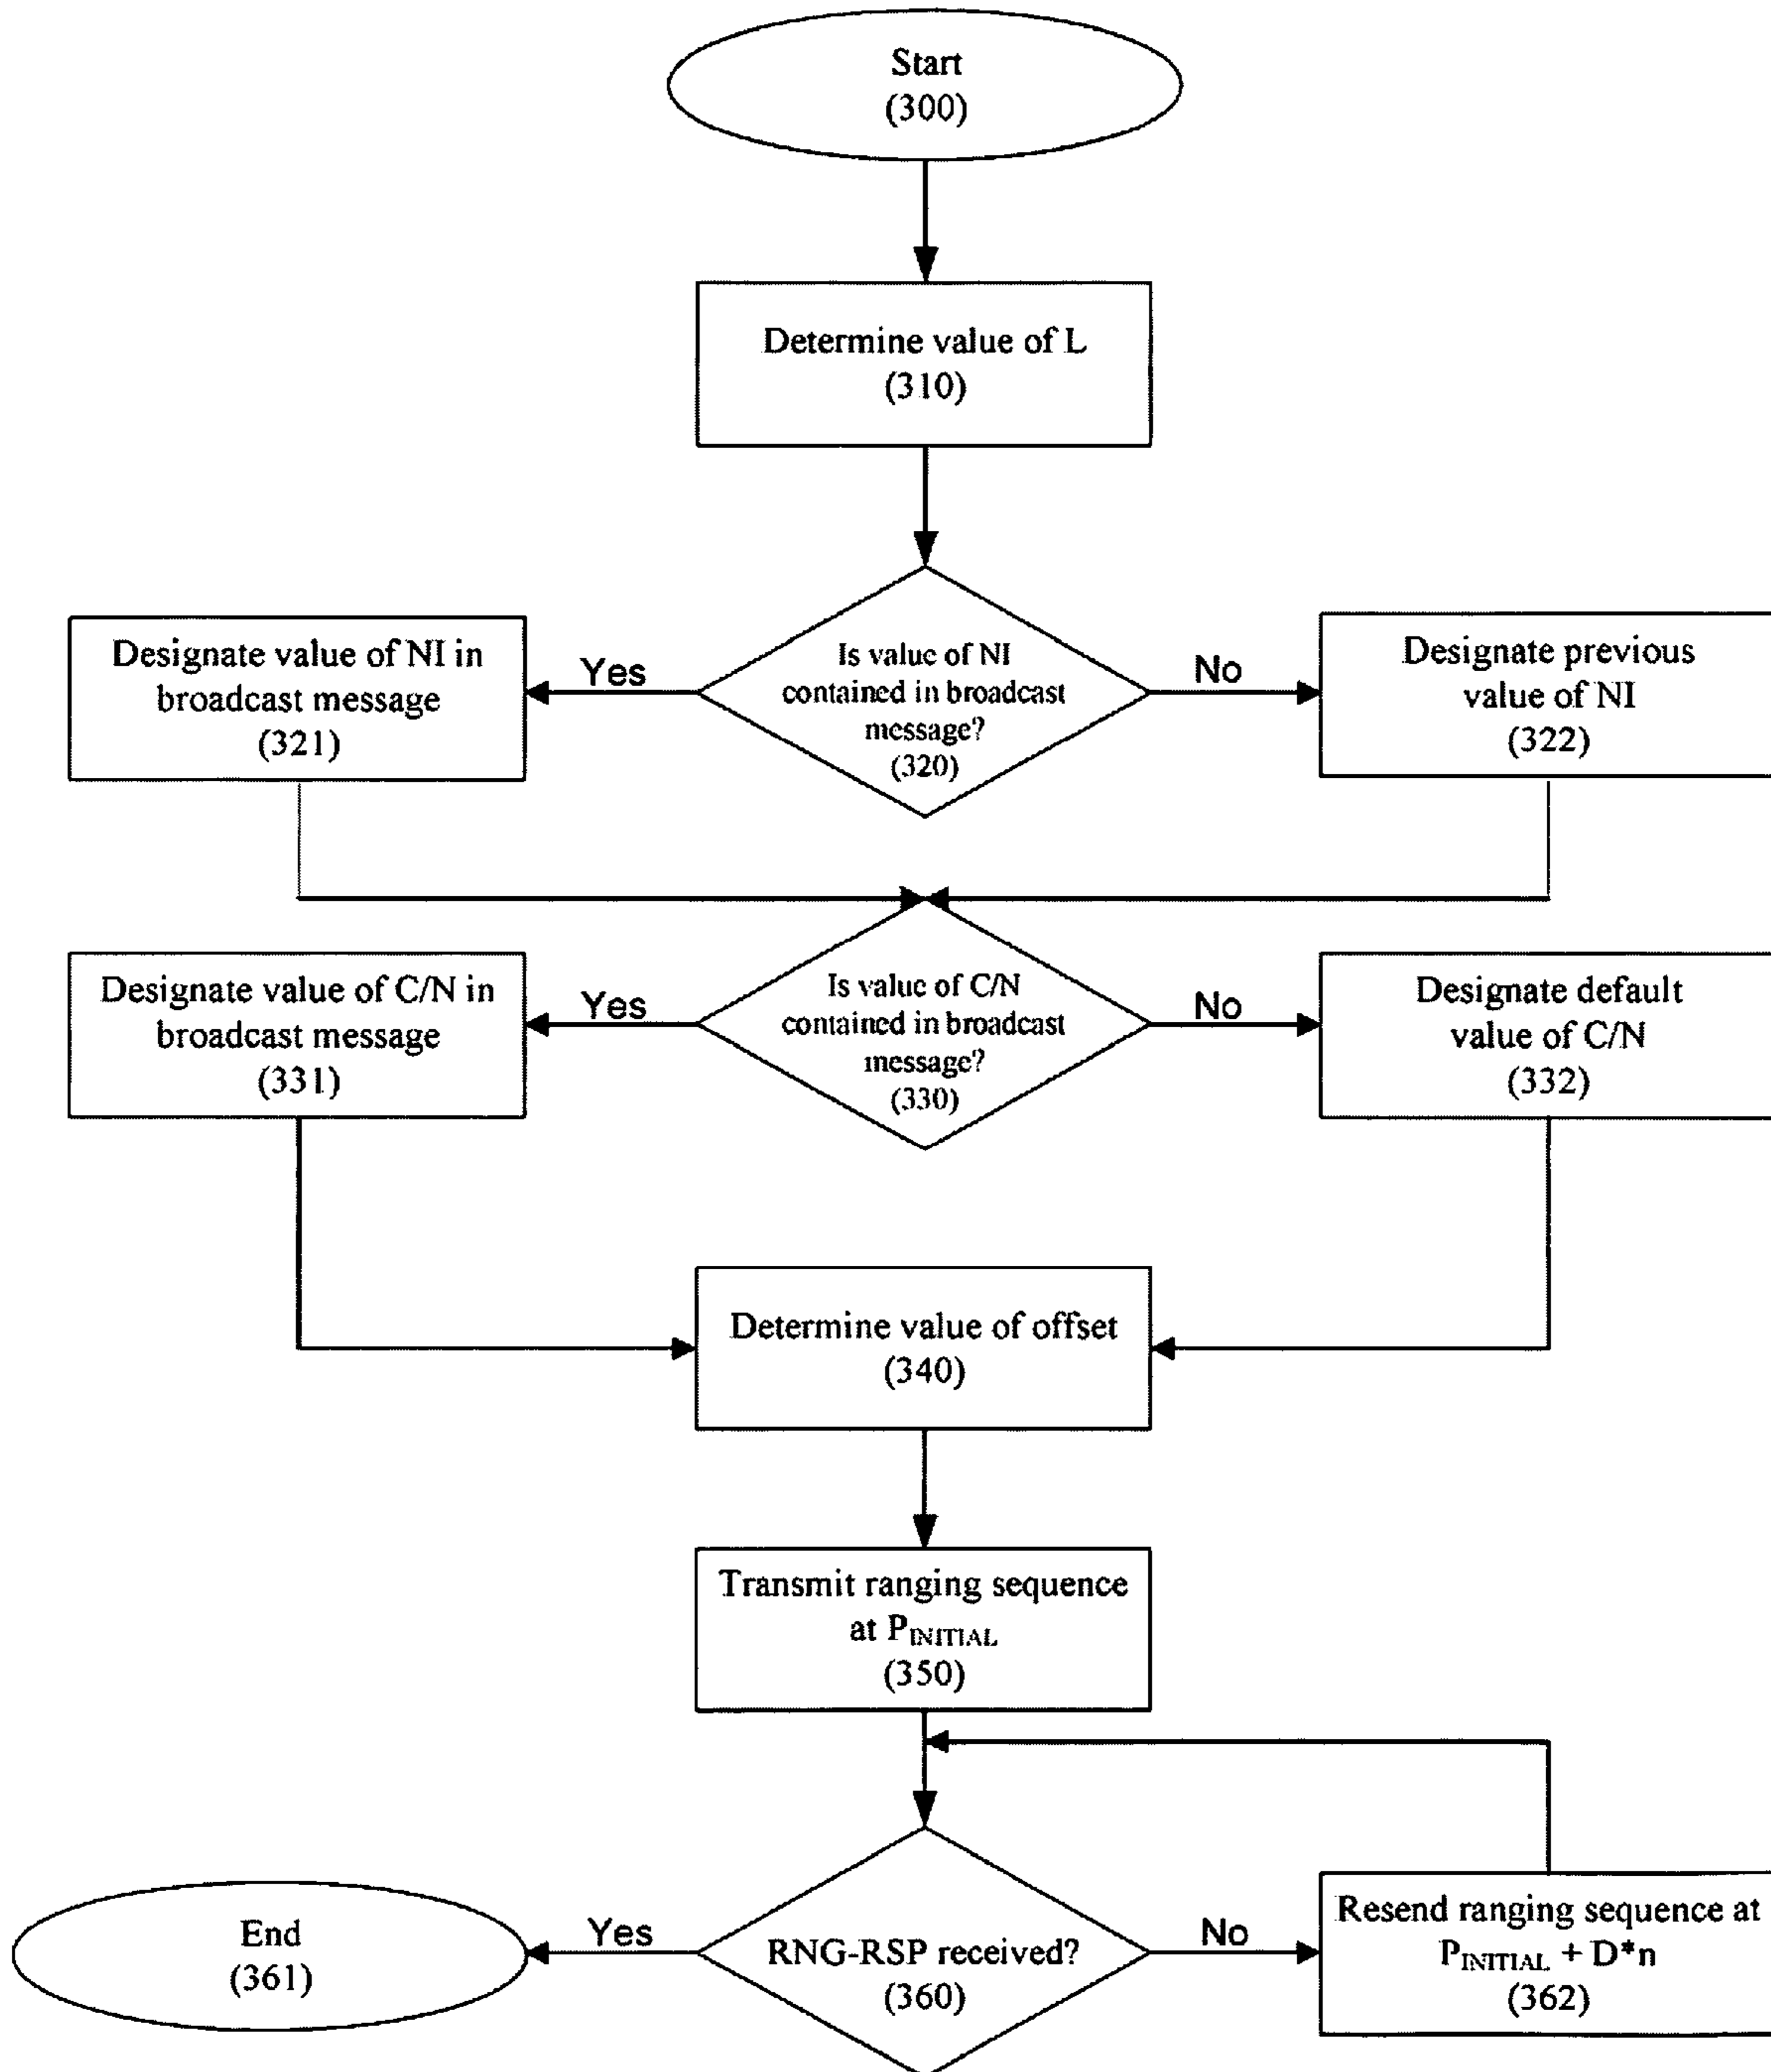 Start
(300)
Determine value of L
(310)
Is value of NI
contained in broadcast
message?
(320)
Yes
No
Designate value of NI in
broadcast message
(321)
Designate previous
value of NI
(322)
Is value of C/N
contained in broadcast
message?
(330)
Yes
No
Designate value of C/N in
broadcast message
(331)
Designate default
value of C/N
(332)
Determine value of offset
(340)
Transmit ranging sequence
at PINITIAL
(350)
RNG-RSP received?
(360)
Yes
No
End
(361)
Resend ranging sequence at
PINITIAL + D*n
(362)